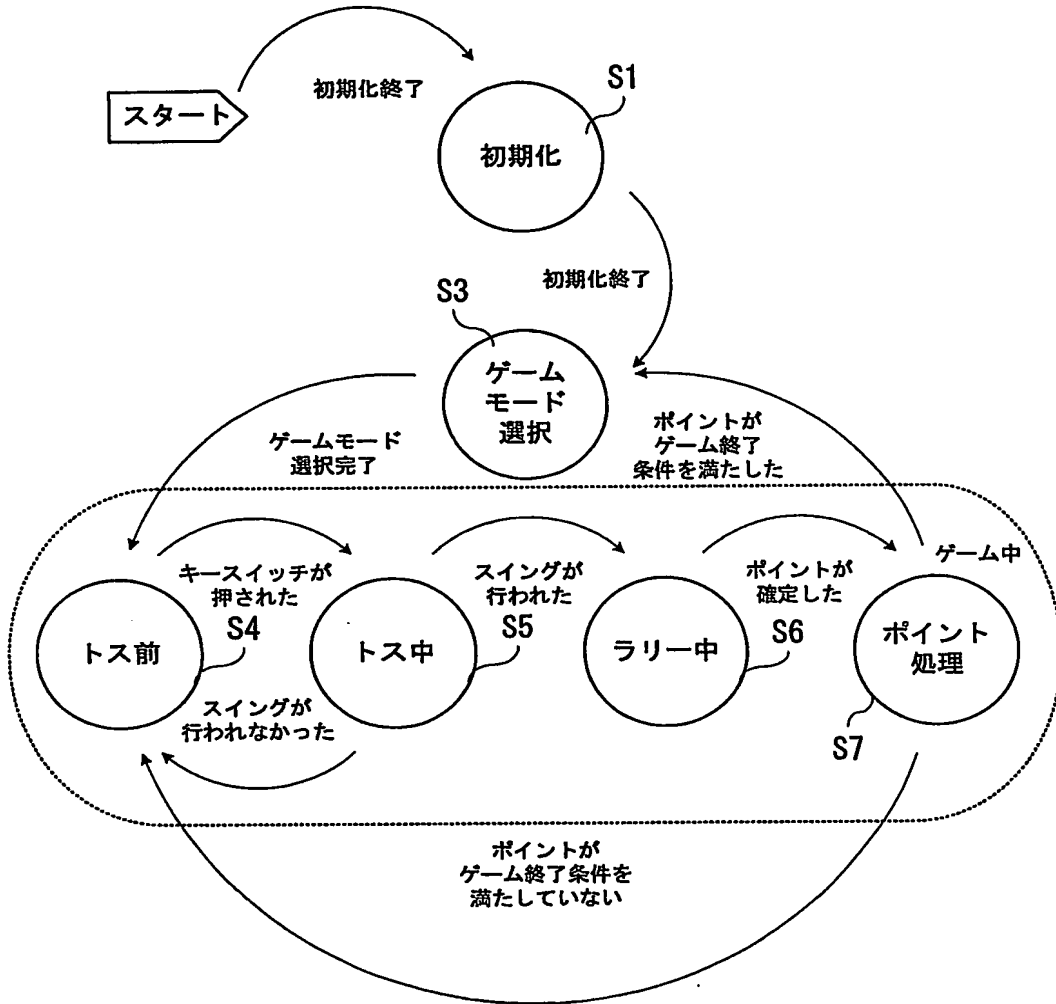 スタート
初期化終了
S1
初期化
初期化終了
S3
ゲーム
モード
選択
ゲームモード
選択完了
ポイントが
ゲーム終了
条件を満たした
ゲーム中
キースイッチが
押された
スイングが
行われた
ポイントが
確定した
トス前
S4
トス中
S5
ラリー中
S6
ポイント
処理
S7
スイングが
行われなかった
ポイントが
ゲーム終了条件を
満たしていない